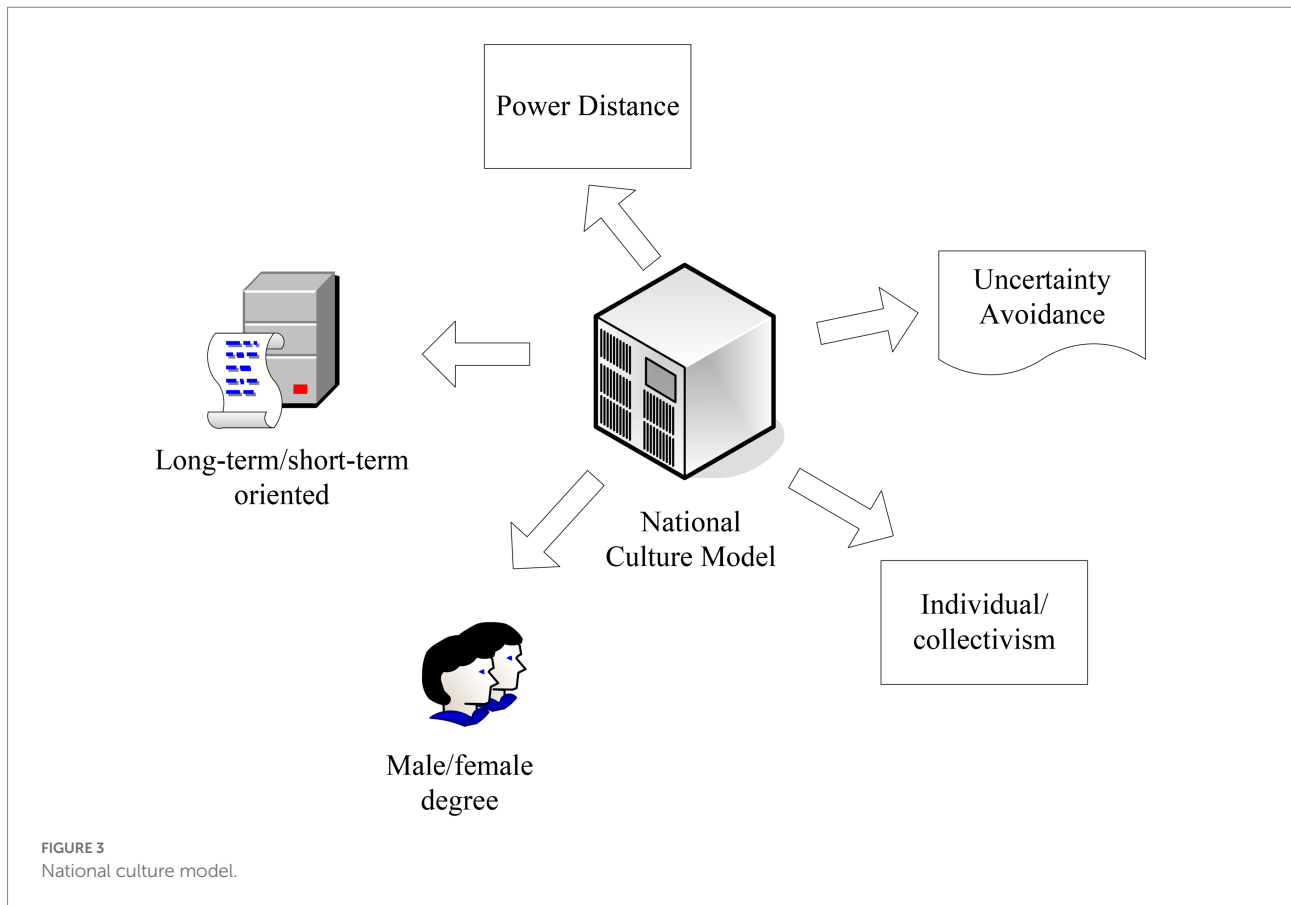 Power Distance
Uncertainty
Avoidance
Long-term/short-term
oriented
National
Culture Model
Individual/
collectivism
Male/female
degree
FIGURE 3
National culture model.